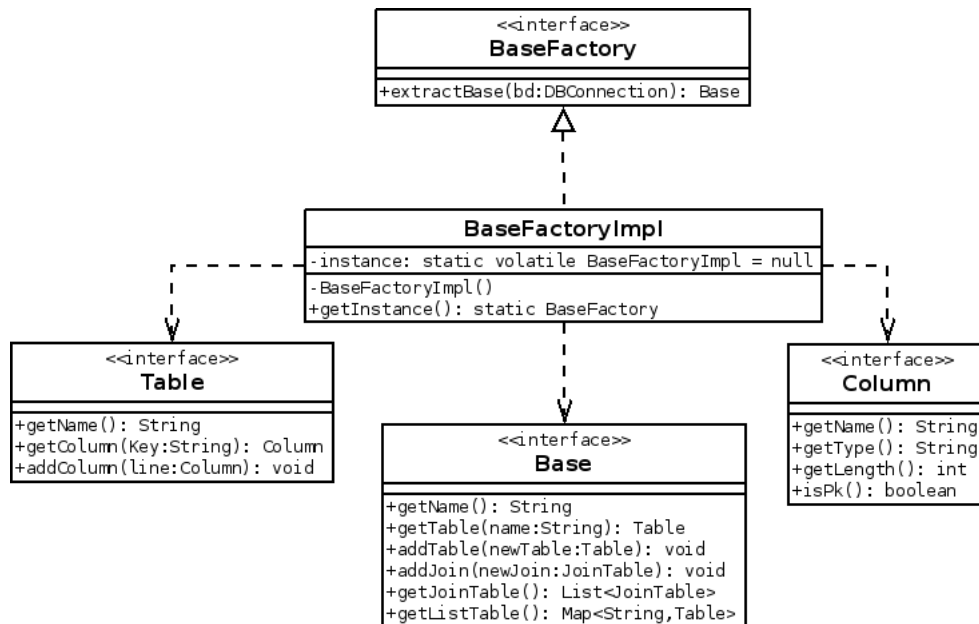 <<interface>>
BaseFactory
+extractBase(bd:DBConnection): Base
BaseFactoryImpl
-instance: static volatile BaseFactoryImpl = null
-BaseFactoryImpl()
+getInstance(): static BaseFactory
<<interface>>
Table
+getName(): String
+getColumn(Key:String): Column
+addColumn(line:Column): void
<<interface>>
Base
+getName(): String
+getTable(name:String): Table
+addTable(newTable:Table): void
+addJoin(newJoin:JoinTable): void
+getJoinTable(): List<JoinTable>
+getListTable(): Map<String,Table>
<<interface>>
Column
+getName(): String
+getType(): String
+getLength(): int
+isPk(): boolean